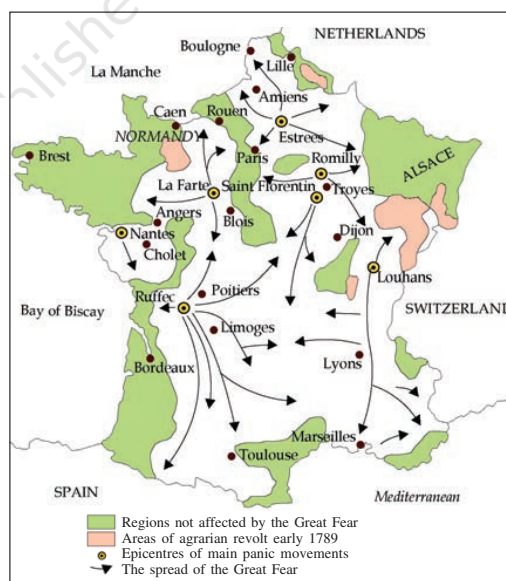 NETHERLANDS
Boulogne
Lille
La Manche
Amiens
Caen
Rouen
NORMANDY
Estrees
Brest
Paris
Romilly
ALSACE
La Farte
Saint Florentin
Troyes
Angers
Blois
Nantes
Dijon
Cholet
Louhans
Ruffec
Poitiers
Bay of Biscay
SWITZERLAND
Limoges
Lyons
Bordeaux
Marseilles
Toulouse
SPAIN
Mediterranean
Regions not affected by the Great Fear
Areas of agrarian revolt early 1789
Epicentres of main panic movements
The spread of the Great Fear